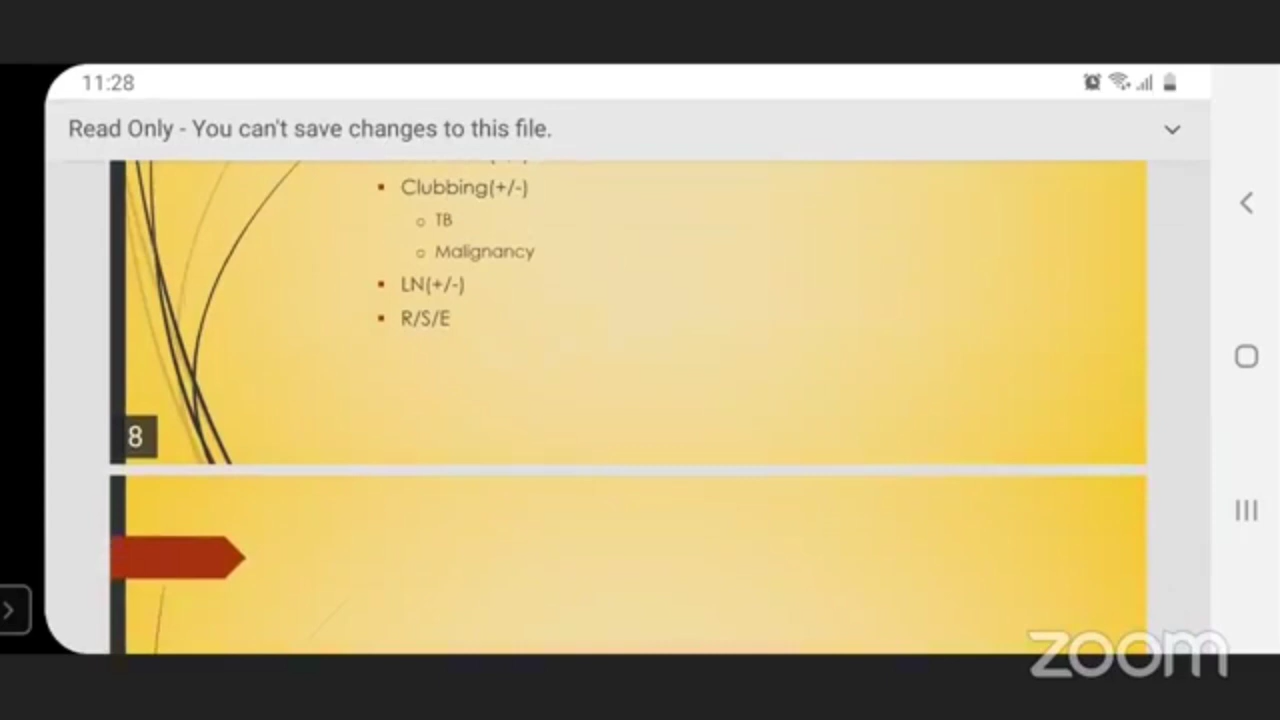 11:28
Read Only - You can't save changes to this file.
Clubbing(+/-)
TB
Malignancy
LN(+/-)
R/S/E
8
zoom